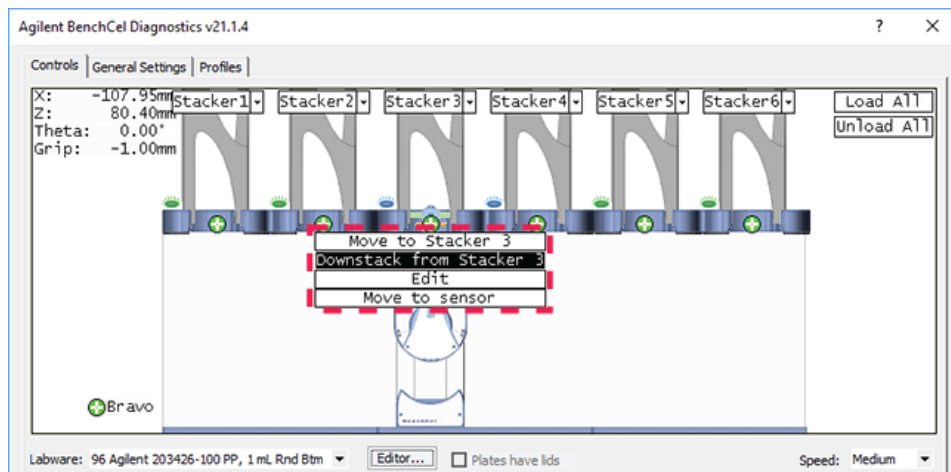 Agilent BenchCel Diagnostics v21.1.4
?
Controls General Settings Profiles
X: -107.95mm
Z: 80.40mm
Theta: 0.00°
Grip: -1.00mm
Stacker1 Stacker2 Stacker3 Stacker4 Stacker5 Stacker6
Load All
Unload All
Move to Stacker 3
Downstack from Stacker 3
Edit
Move to sensor
Bravo
Labware: 96 Agilent 203426-100 PP, 1 mL Rnd Btm Editor... Plates have lids Speed: Medium